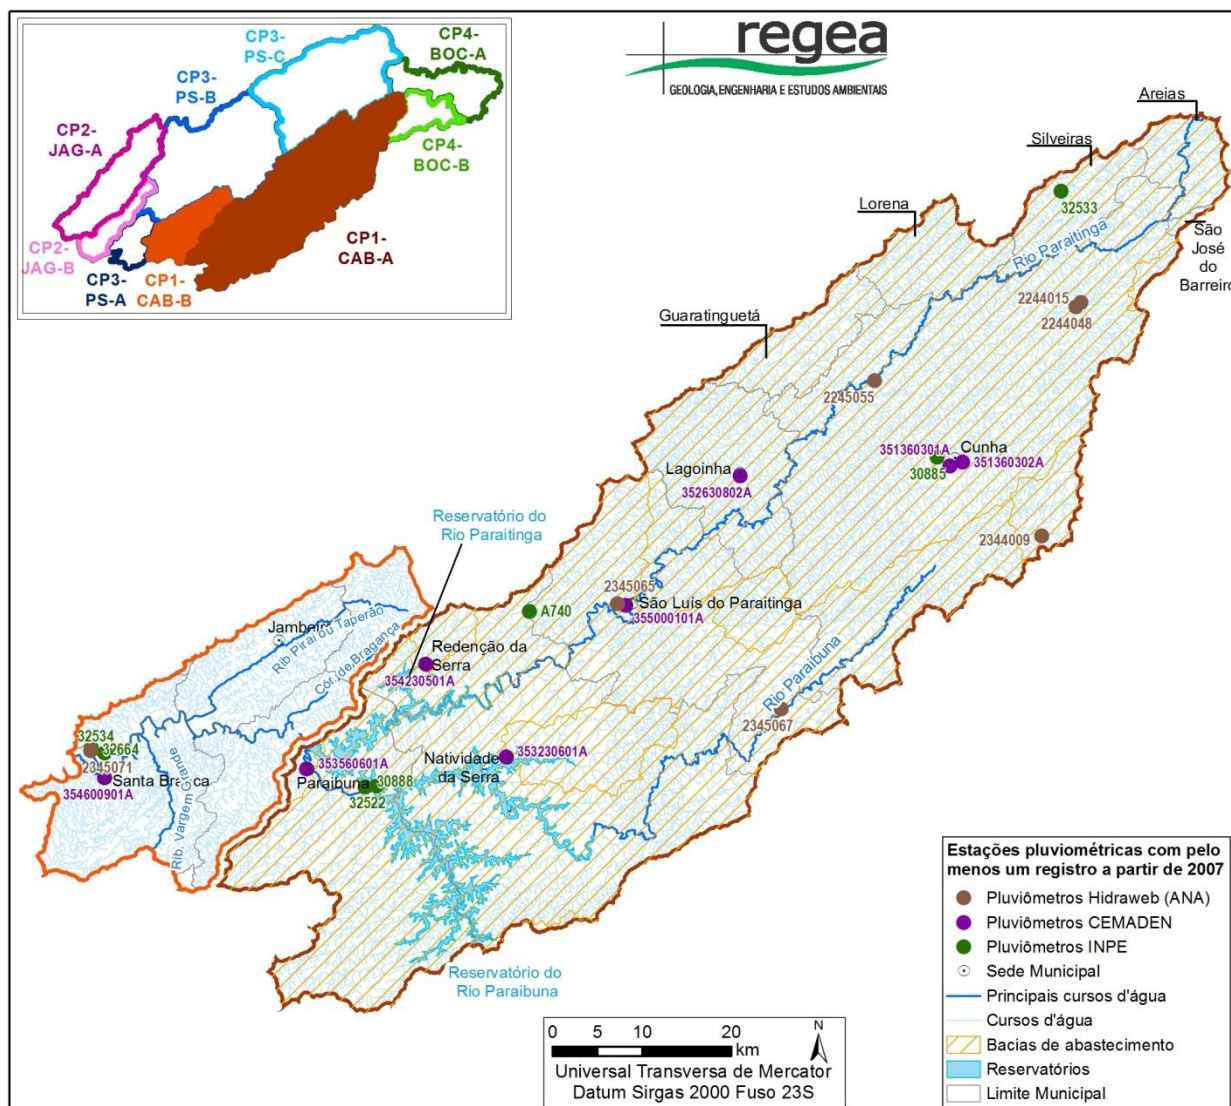 CP3-
PS-C
CP4-
BOC-A
CP3-
PS-B
CP2-
JAG-A
CP4-
BOC-B
CP2-
JAG-B
CP3-
PS-A
CP1-
CAB-B
CP1-
CAB-A
regea
GEOLOGIA, ENGENHARIA E ESTUDOS AMBIENTAIS
Areias
Silveiras
32533
Lorena
São José
do
Barreiro
Rio Paraitinga
2244015
2244048
Guaratinguetá
2245055
351360301A
Cunha
30885
351360302A
Lagoinha
352630802A
Reservatório do
Rio Paraitinga
2344009
2345065
A740
São Luís do Paraitinga
355000101A
Jambeiro
Rib Piraí ou Taperão
Cór. de Bragança
Redenção da
Serra
354230501A
Rio Paraibuna
2345067
32534
32664
2345071
Santa Branca
354600901A
Rib. Vargem Grande
353560601A
Paraibuna
30888
32522
Natividade
da Serra
353230601A
Reservatório do
Rio Paraibuna
Estações pluviométricas com pelo
menos um registro a partir de 2007
Pluviômetros Hidraweb (ANA)
Pluviômetros CEMADEN
Pluviômetros INPE
Sede Municipal
Principais cursos d'água
Cursos d'água
Bacias de abastecimento
Reservatórios
Limite Municipal
0 5 10 20
km
N
Universal Transversa de Mercator
Datum Sirgas 2000 Fuso 23S